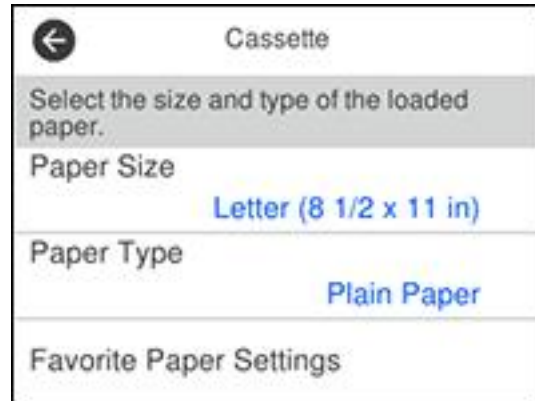 Cassette
Select the size and type of the loaded
paper.
Paper Size
Letter (8 1/2 x 11 in)
Paper Type
Plain Paper
Favorite Paper Settings